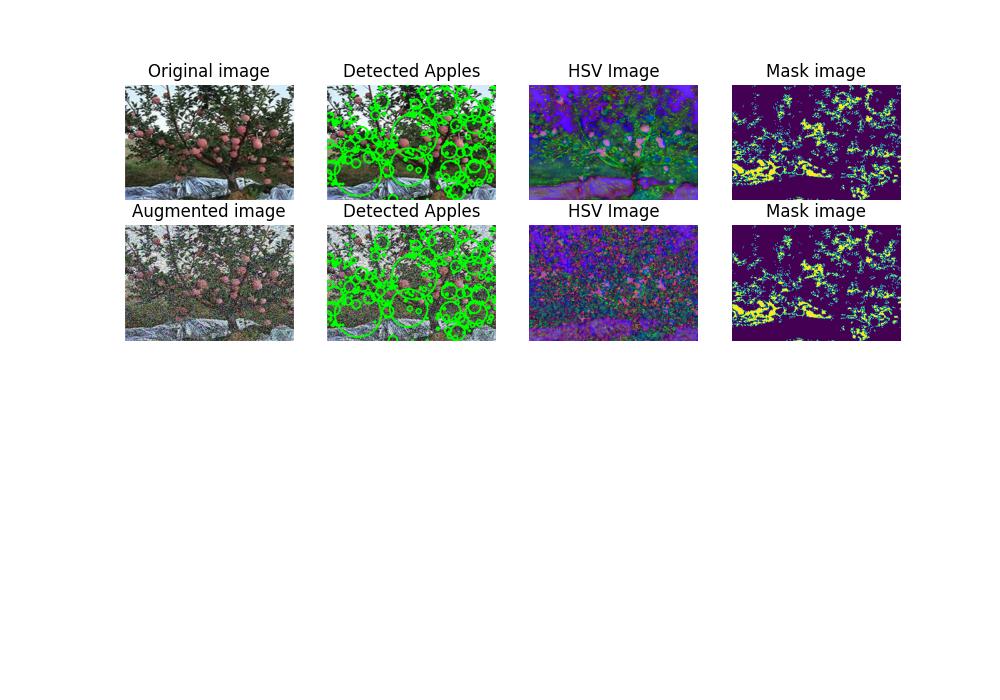 Original image
Detected Apples
HSV Image
Mask image
Augmented image
Detected Apples
HSV Image
Mask image